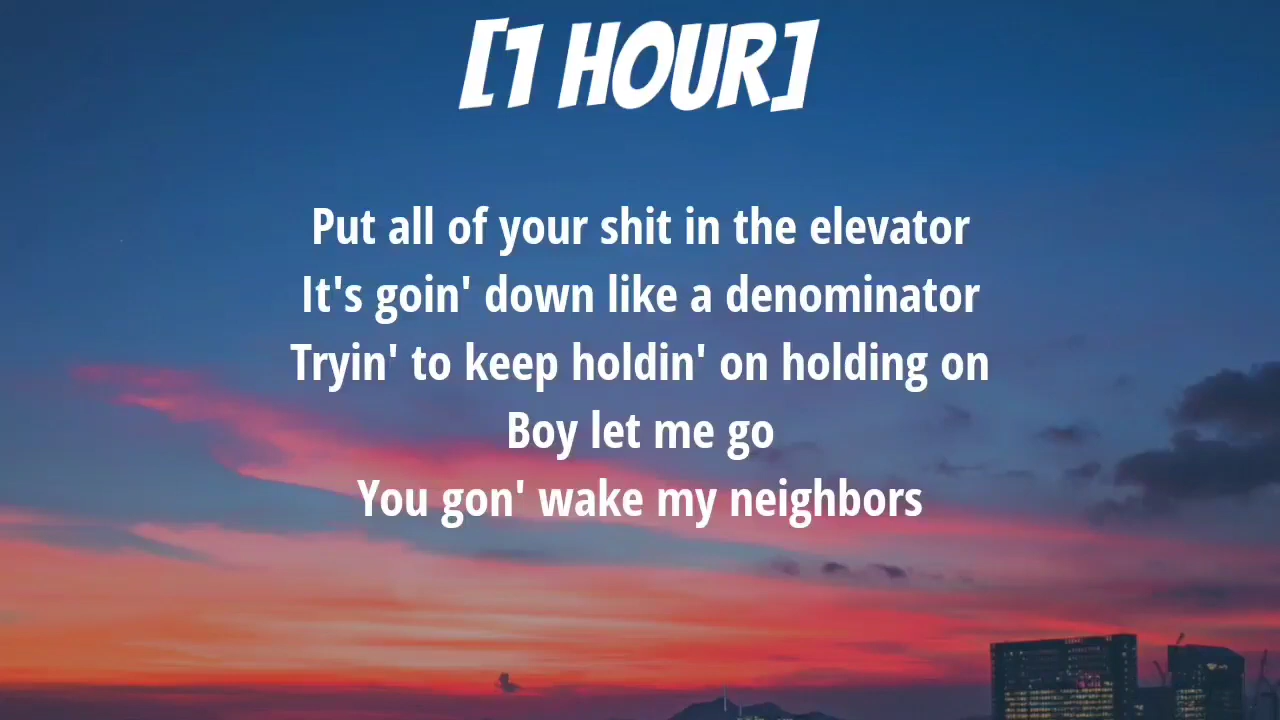 [1 HOUR]
Put all of your shit in the elevator
It's goin' down like a denominator
Tryin' to keep holdin' on holding on
Boy let me go
You gon' wake my neighbors